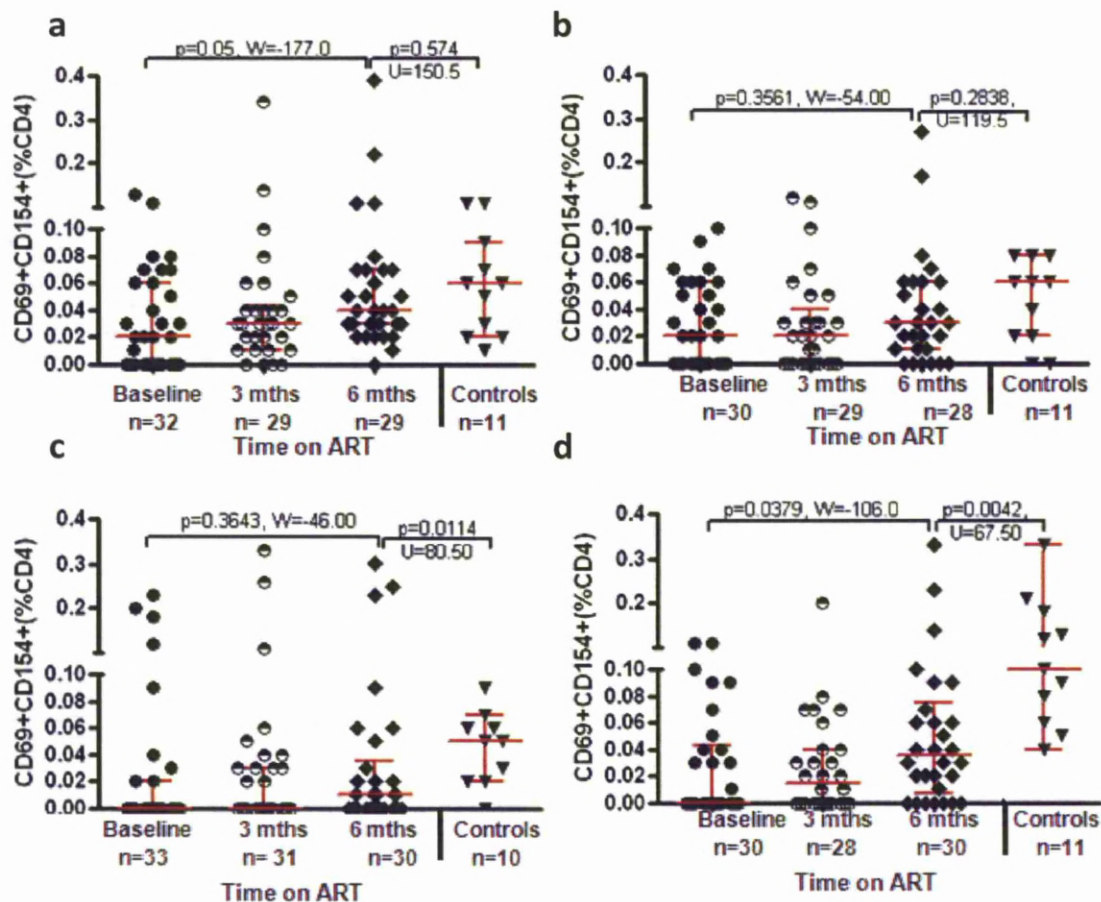 a
p=0.05, W=-177.0
p=0.574
U=150.5
CD69+CD154+(%CD4)
0.4
0.3
0.2
0.10
0.08
0.06
0.04
0.02
0.00
Baseline 3 mths 6 mths Controls
n=32 n= 29 n=29 n=11
Time on ART
b
p=0.3561, W=-54.00
p=0.2838,
U=119.5
CD69+CD154+(%CD4)
0.4
0.3
0.2
0.10
0.08
0.06
0.04
0.02
0.00
Baseline 3 mths 6 mths Controls
n=30 n=29 n=28 n=11
Time on ART
c
p=0.3643, W=-46.00
p=0.0114
U=80.50
CD69+CD154+(%CD4)
0.4
0.3
0.2
0.10
0.08
0.06
0.04
0.02
0.00
Baseline 3 mths 6 mths Controls
n=33 n= 31 n=30 n=10
Time on ART
d
p=0.0379, W=-106.0
p=0.0042,
U=67.50
CD69+CD154+(%CD4)
0.4
0.3
0.2
0.10
0.08
0.06
0.04
0.02
0.00
Baseline 3 mths 6 mths Controls
n=30 n=28 n=30 n=11
Time on ART